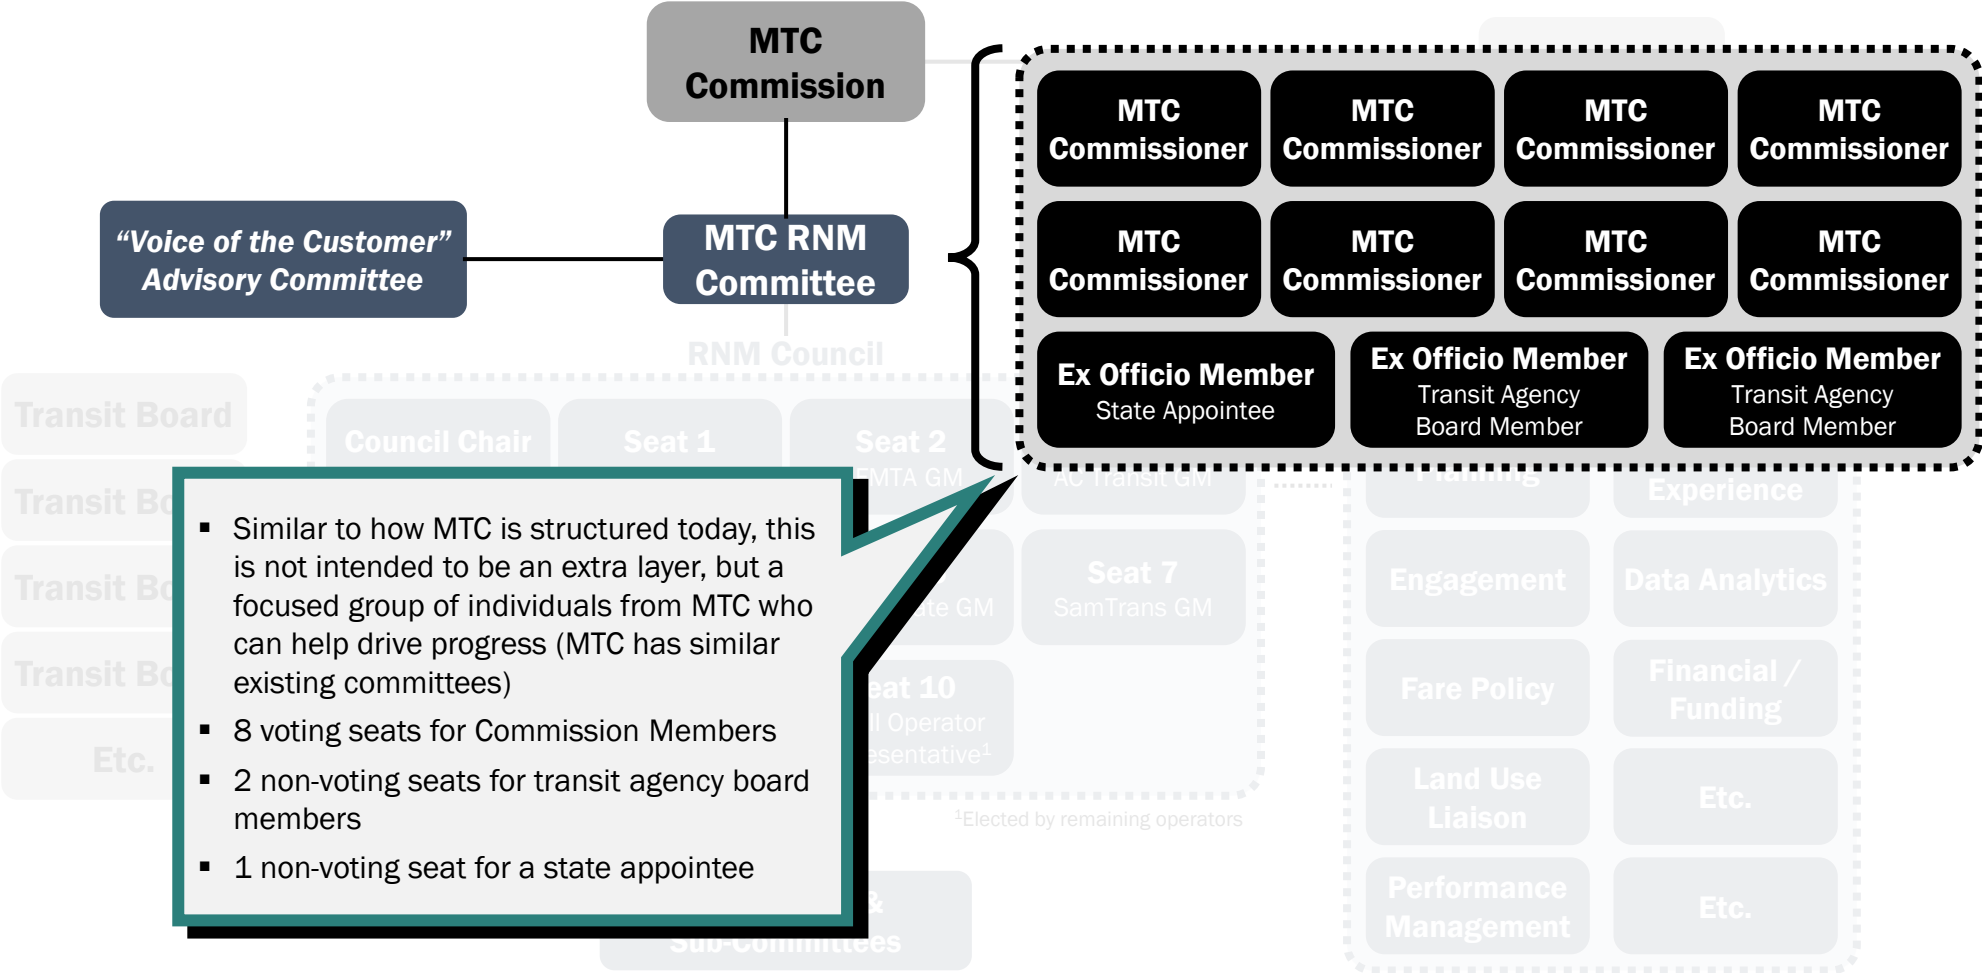 MTC
Commission
MTC
Commissioner
MTC
Commissioner
MTC
Commissioner
MTC
Commissioner
MTC
Commissioner
MTC
Commissioner
MTC
Commissioner
MTC
Commissioner
Ex Officio Member
State Appointee
Ex Officio Member
Transit Agency
Board Member
Ex Officio Member
Transit Agency
Board Member
“Voice of the Customer”
Advisory Committee
MTC RNM
Committee
RNM Council
Transit Board
Transit
Transit
Transit
Etc.
Council Chair
Seat 1
Seat 2
GM
AC Transit GM
GM
Seat 7
SamTrans GM
10
Operator
¹Elected by remaining operators
&
Sub-Committees
Planning
Experience
Engagement
Data Analytics
Fare Policy
Financial /
Funding
Land Use
Liaison
Etc.
Performance
Management
Etc.
▪ Similar to how MTC is structured today, this
is not intended to be an extra layer, but a
focused group of individuals from MTC who
can help drive progress (MTC has similar
existing committees)
▪ 8 voting seats for Commission Members
▪ 2 non-voting seats for transit agency board
members
▪ 1 non-voting seat for a state appointee